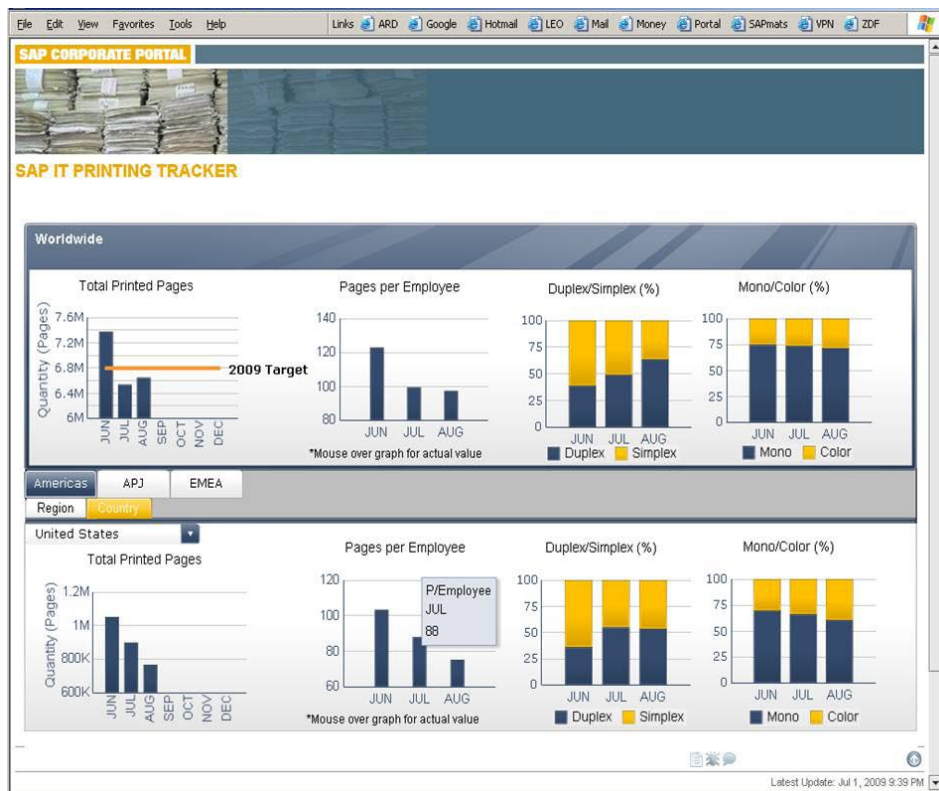 File Edit View Favorites Tools Help Links ARD Google Hotmail LEO Mail Money Portal SAPmats VPN ZDF
SAP CORPORATE PORTAL
SAP IT PRINTING TRACKER
Worldwide
Total Printed Pages
Quantity (Pages)
7.6M
7.2M
6.8M
6.4M
6M
2009 Target
JUN JUL AUG SEP OCT NOV DEC
Pages per Employee
140
120
100
80
JUN JUL AUG
*Mouse over graph for actual value
Duplex/Simplex (%)
100
75
50
25
0
JUN JUL AUG
Duplex Simplex
Mono/Color (%)
100
75
50
25
0
JUN JUL AUG
Mono Color
Americas APJ EMEA
Region Country
United States
Total Printed Pages
Quantity (Pages)
1.2M
1M
800K
600K
JUN JUL AUG SEP OCT NOV DEC
Pages per Employee
120
100
80
60
P/Employee
JUL
88
JUN JUL AUG
*Mouse over graph for actual value
Duplex/Simplex (%)
100
75
50
25
0
JUN JUL AUG
Duplex Simplex
Mono/Color (%)
100
75
50
25
0
JUN JUL AUG
Mono Color
Latest Update: Jul 1, 2009 9:39 PM